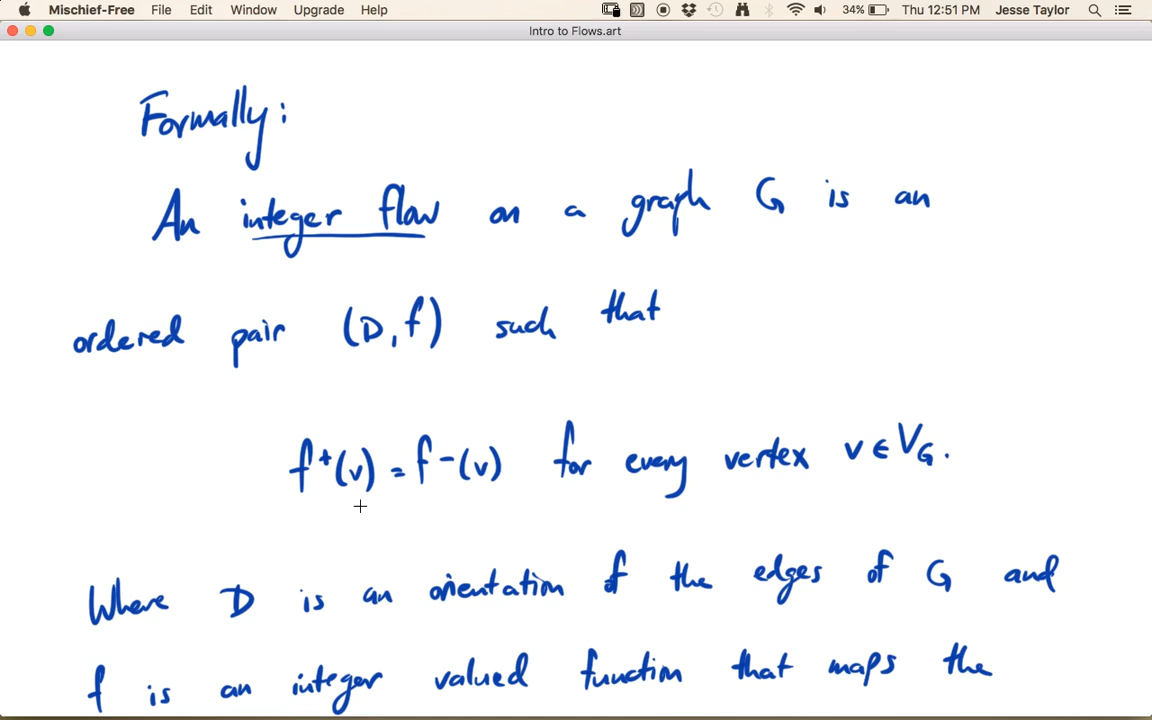 Mischief-Free File Edit Window Upgrade Help 34% Thu 12:51 PM Jesse Taylor
Intro to Flows.art
Formally:
An integer flow on a graph G is an
ordered pair (D, f) such that
f⁺(v) = f⁻(v) for every vertex v ∈ V_G.
Where D is an orientation of the edges of G and
f is an integer valued function that maps the